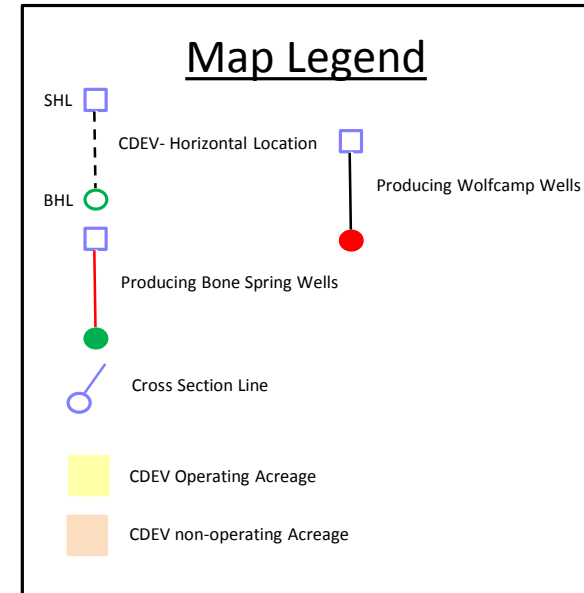 Map Legend
SHL
CDEV- Horizontal Location
BHL
Producing Wolfcamp Wells
Producing Bone Spring Wells
Cross Section Line
CDEV Operating Acreage
CDEV non-operating Acreage